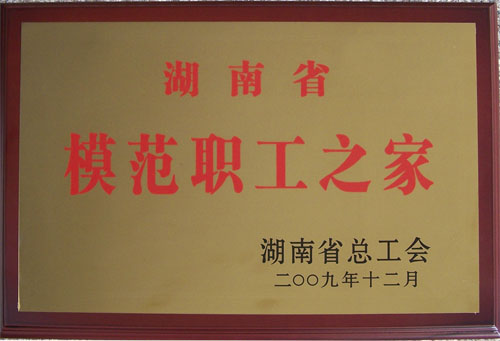 湖南省
模范职工之家
湖南省总工会
二〇〇九年十二月